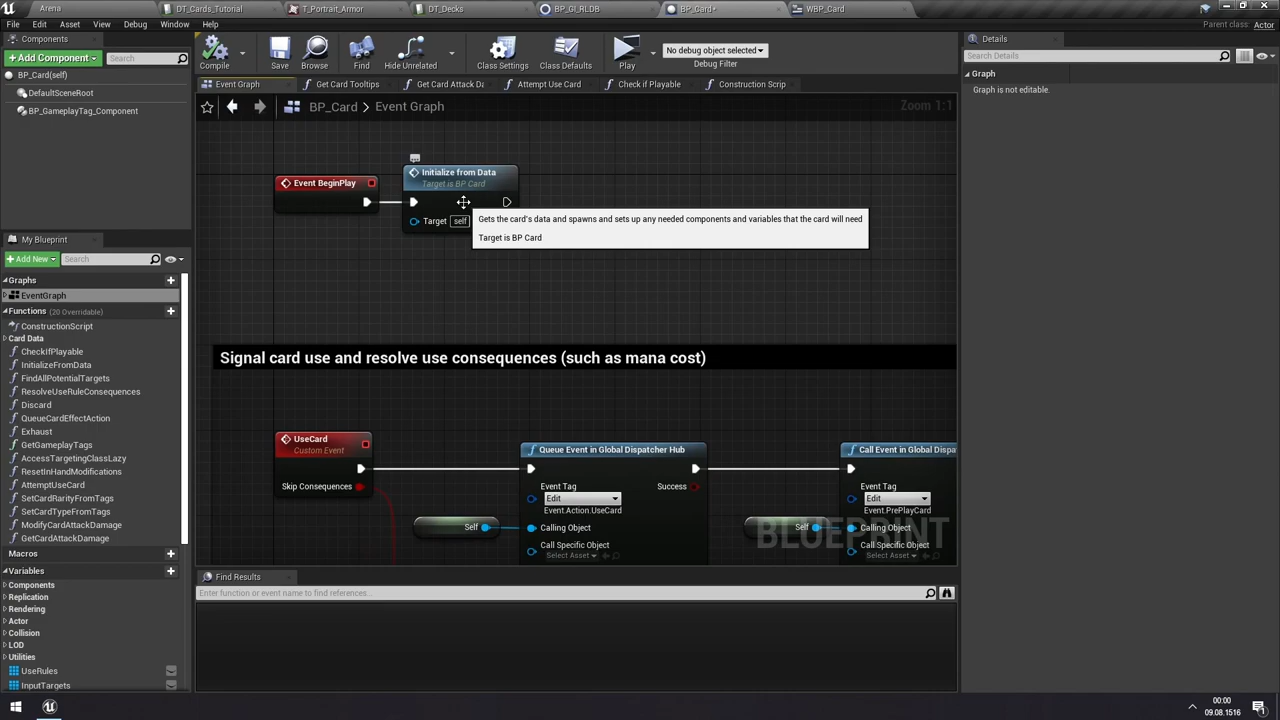 Arena
DT_Cards_Tutorial
T_Portrait_Armor
DT_Decks
BP_GI_RLDB
BP_Card*
WBP_Card
File
Edit
Asset
View
Debug
Window
Help
Parent class:
Actor
Components
+ Add Component
Search
BP_Card(self)
DefaultSceneRoot
BP_GameplayTag_Component
Compile
Save
Browse
Find
Hide Unrelated
Class Settings
Class Defaults
Play
No debug object selected
Debug Filter
Details
Search Details
Graph
Graph is not editable.
Event Graph
Get Card Tooltips
Get Card Attack Da
Attempt Use Card
Check if Playable
Construction Scrip
BP_Card > Event Graph
Zoom 1:1
Event BeginPlay
Initialize from Data
Target is BP Card
Target
self
Gets the card's data and spawns and sets up any needed components and variables that the card will need
Target is BP Card
My Blueprint
+ Add New
Search
Graphs
EventGraph
Functions (20 Overridable)
ConstructionScript
Card Data
CheckIfPlayable
InitializeFromData
FindAllPotentialTargets
ResolveUseRuleConsequences
Discard
QueueCardEffectAction
Exhaust
GetGameplayTags
AccessTargetingClassLazy
ResetInHandModifications
AttemptUseCard
SetCardRarityFromTags
SetCardTypeFromTags
ModifyCardAttackDamage
GetCardAttackDamage
Macros
Variables
Components
Replication
Rendering
Actor
Collision
LOD
Utilities
UseRules
InputTargets
Signal card use and resolve use consequences (such as mana cost)
UseCard
Custom Event
Skip Consequences
Self
Queue Event in Global Dispatcher Hub
Event Tag
Success
Edit
Event.Action.UseCard
Calling Object
Call Specific Object
Select Asset
Self
Call Event in Global Dispa
Event Tag
Edit
Event.PrePlayCard
Calling Object
Call Specific Object
Select Asset
BLUEPRINT
Find Results
Enter function or event name to find references...
00:00
09.08.1516